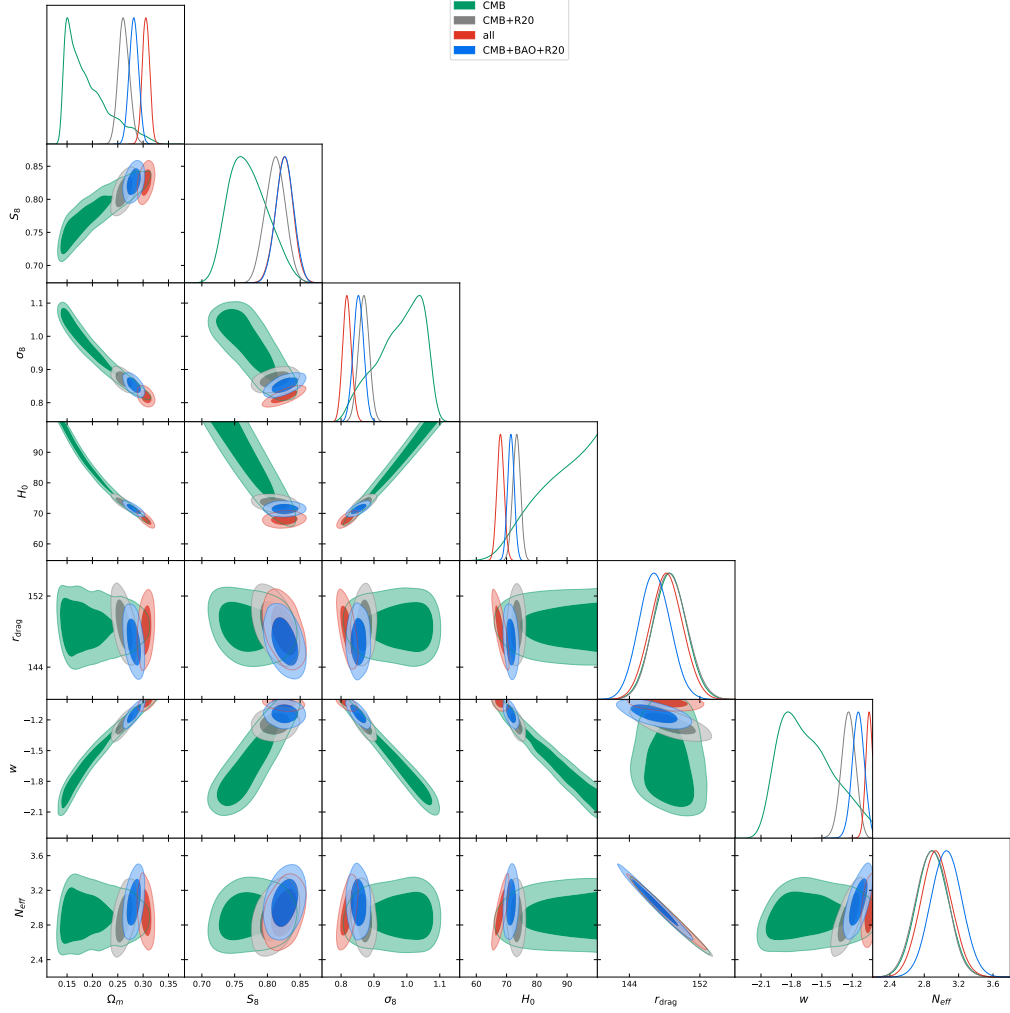 CMB
CMB+R20
all
CMB+BAO+R20
0.85
0.80
0.75
0.70
S8
1.1
1.0
0.9
0.8
σ8
90
80
70
60
H0
152
144
rdrag
−1.2
−1.5
−1.8
−2.1
w
3.6
3.2
2.8
2.4
Neff
0.15 0.20 0.25 0.30 0.35
0.70 0.75 0.80 0.85
0.8 0.9 1.0 1.1
60 70 80 90
144 152
−2.1 −1.8 −1.5 −1.2
2.4 2.8 3.2 3.6
Ωm S8 σ8 H0 rdrag w Neff